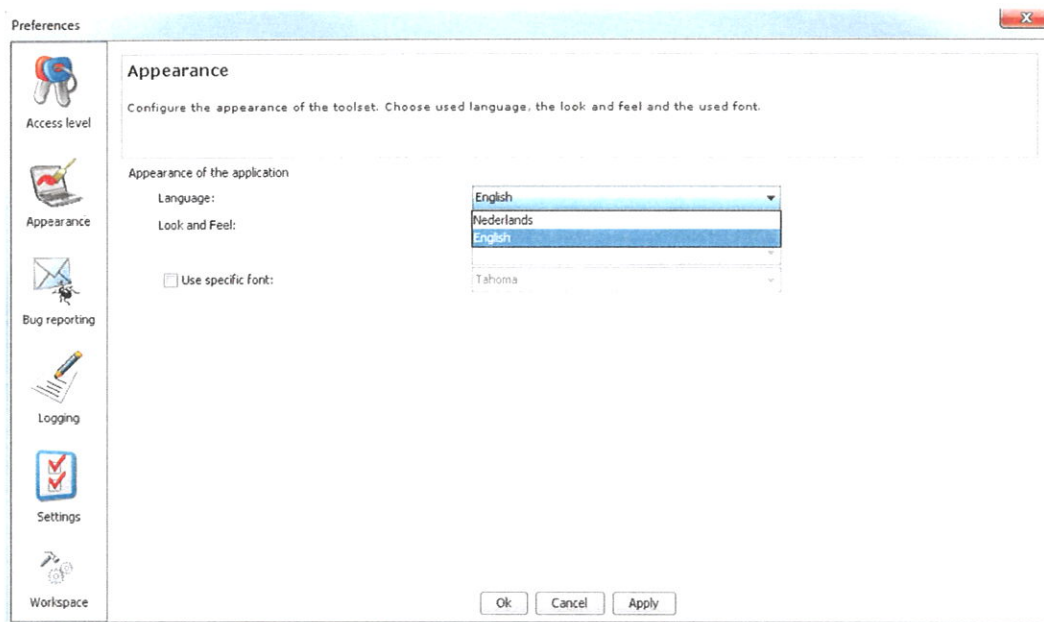 Preferences
x
Access level
Appearance
Bug reporting
Logging
Settings
Workspace
Appearance
Configure the appearance of the toolset. Choose used language, the look and feel and the used font.
Appearance of the application
Language:
English
Nederlands
English
Look and Feel:
Use specific font:
Tahoma
Ok
Cancel
Apply